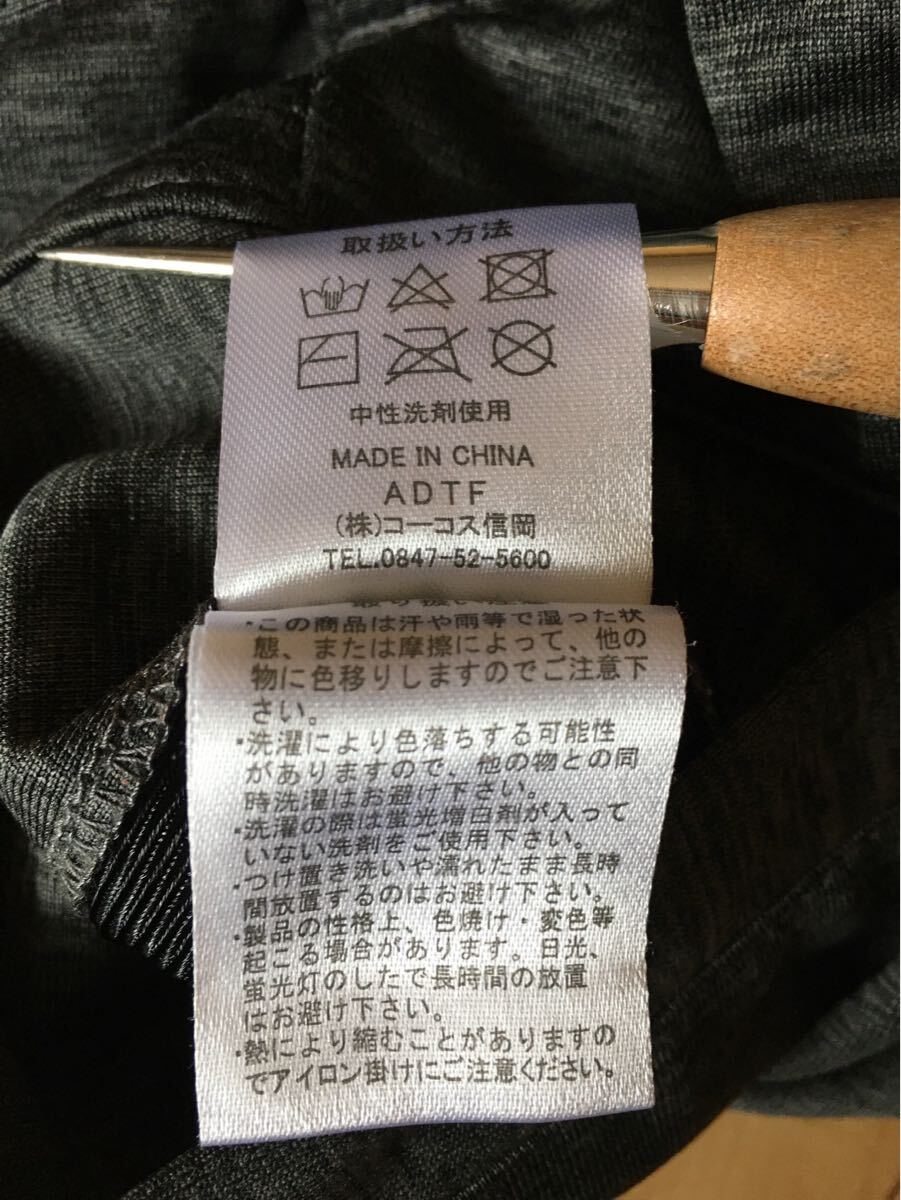 取扱い方法
中性洗剤使用
MADE IN CHINA
ADTF
(株)コーコス信岡
TEL.0847-52-5600
・この商品は汗や雨等で湿った状
態、または摩擦によって、他の
物に色移りしますのでご注意下
さい。
・洗濯により色落ちする可能性
がありますので、他の物との同
時洗濯はお避け下さい。
・洗濯の際は蛍光増白剤が入って
いない洗剤をご使用下さい。
・つけ置き洗いや濡れたまま長時
間放置するのはお避け下さい。
・製品の性格上、色焼け・変色等
起こる場合があります。日光、
蛍光灯のしたで長時間の放置
はお避け下さい。
・熱により縮むことがありますの
でアイロン掛けにご注意ください。